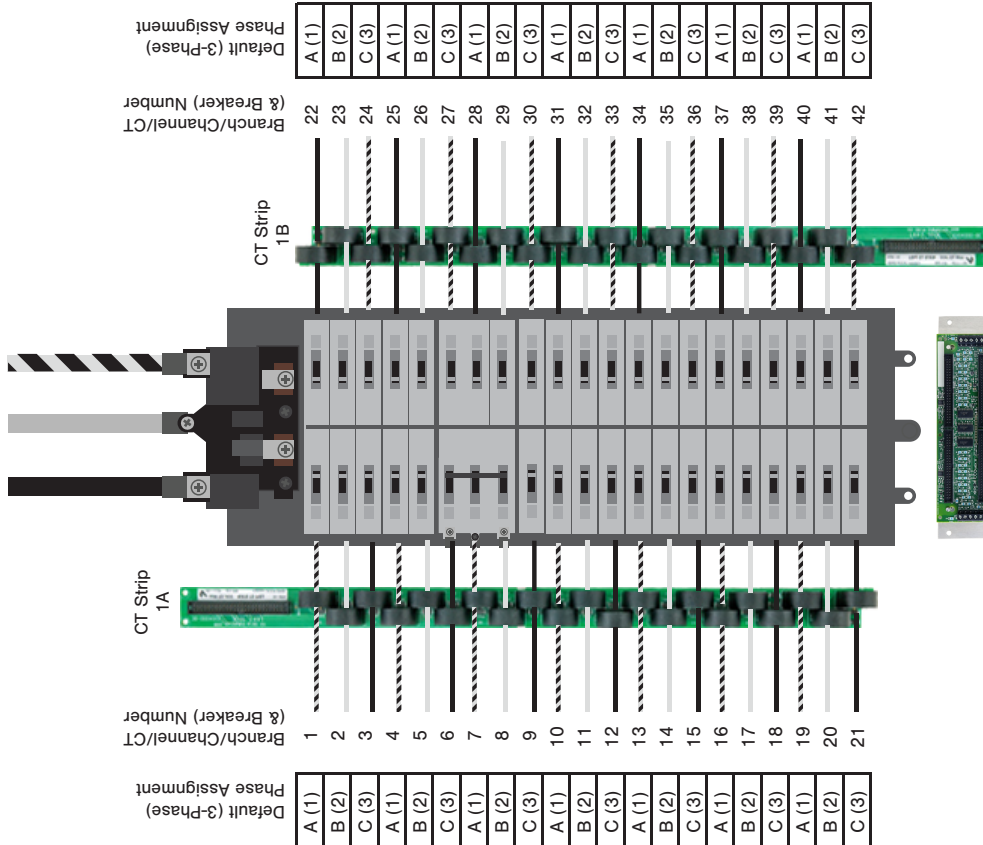 Default (3-Phase)
Phase Assignment
A (1)
B (2)
C (3)
A (1)
B (2)
C (3)
A (1)
B (2)
C (3)
A (1)
B (2)
C (3)
A (1)
B (2)
C (3)
A (1)
B (2)
C (3)
A (1)
B (2)
C (3)
Branch/Channel/CT
(& Breaker) Number
22
23
24
25
26
27
28
29
30
31
32
33
34
35
36
37
38
39
40
41
42
CT Strip
1B
CT Strip
1A
Branch/Channel/CT
(& Breaker) Number
1
2
3
4
5
6
7
8
9
10
11
12
13
14
15
16
17
18
19
20
21
Default (3-Phase)
Phase Assignment
A (1)
B (2)
C (3)
A (1)
B (2)
C (3)
A (1)
B (2)
C (3)
A (1)
B (2)
C (3)
A (1)
B (2)
C (3)
A (1)
B (2)
C (3)
A (1)
B (2)
C (3)